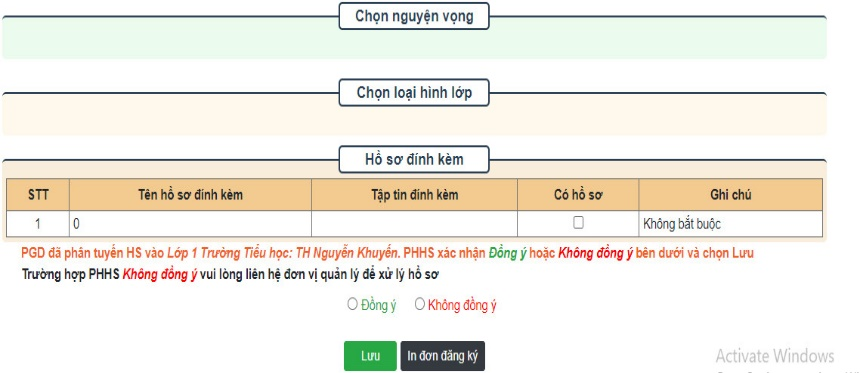 Chọn nguyện vọng
Chọn loại hình lớp
Hồ sơ đính kèm
STT Tên hồ sơ đính kèm Tập tin đính kèm Có hồ sơ Ghi chú
1 0 Không bắt buộc
PGD đã phân tuyến HS vào Lớp 1 Trường Tiểu học: TH Nguyễn Khuyến. PHHS xác nhận Đồng ý hoặc Không đồng ý bên dưới và chọn Lưu
Trường hợp PHHS Không đồng ý vui lòng liên hệ đơn vị quản lý để xử lý hồ sơ
Đồng ý Không đồng ý
Lưu In đơn đăng ký
Activate Windows